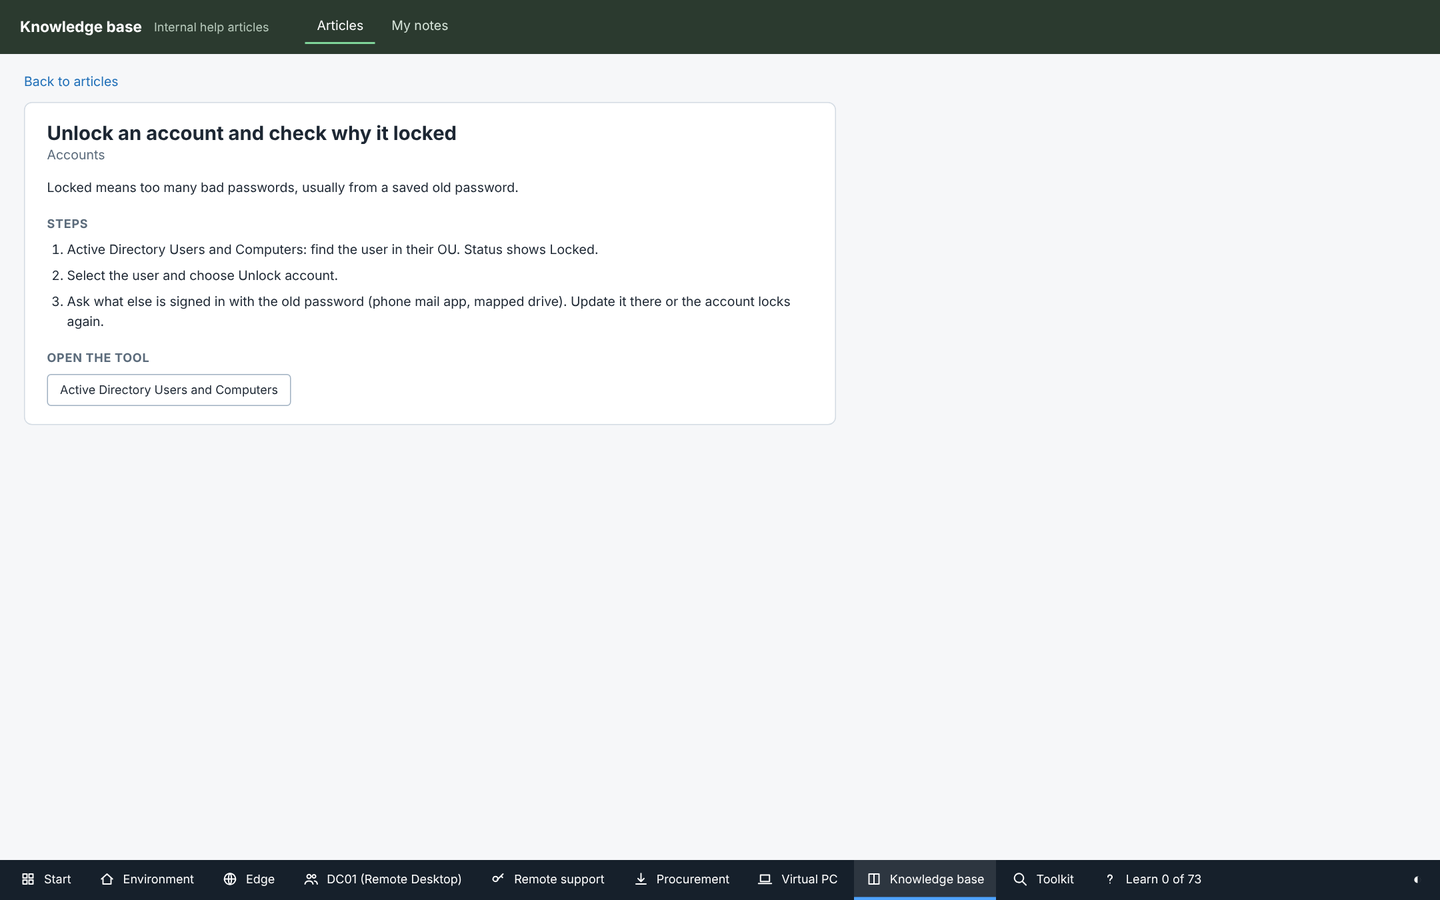 Knowledge base Internal help articles Articles My notes
Back to articles
Unlock an account and check why it locked
Accounts
Locked means too many bad passwords, usually from a saved old password.
STEPS
1. Active Directory Users and Computers: find the user in their OU. Status shows Locked.
2. Select the user and choose Unlock account.
3. Ask what else is signed in with the old password (phone mail app, mapped drive). Update it there or the account locks
again.
OPEN THE TOOL
Active Directory Users and Computers
Start Environment Edge DC01 (Remote Desktop) Remote support Procurement Virtual PC Knowledge base Toolkit ? Learn 0 of 73